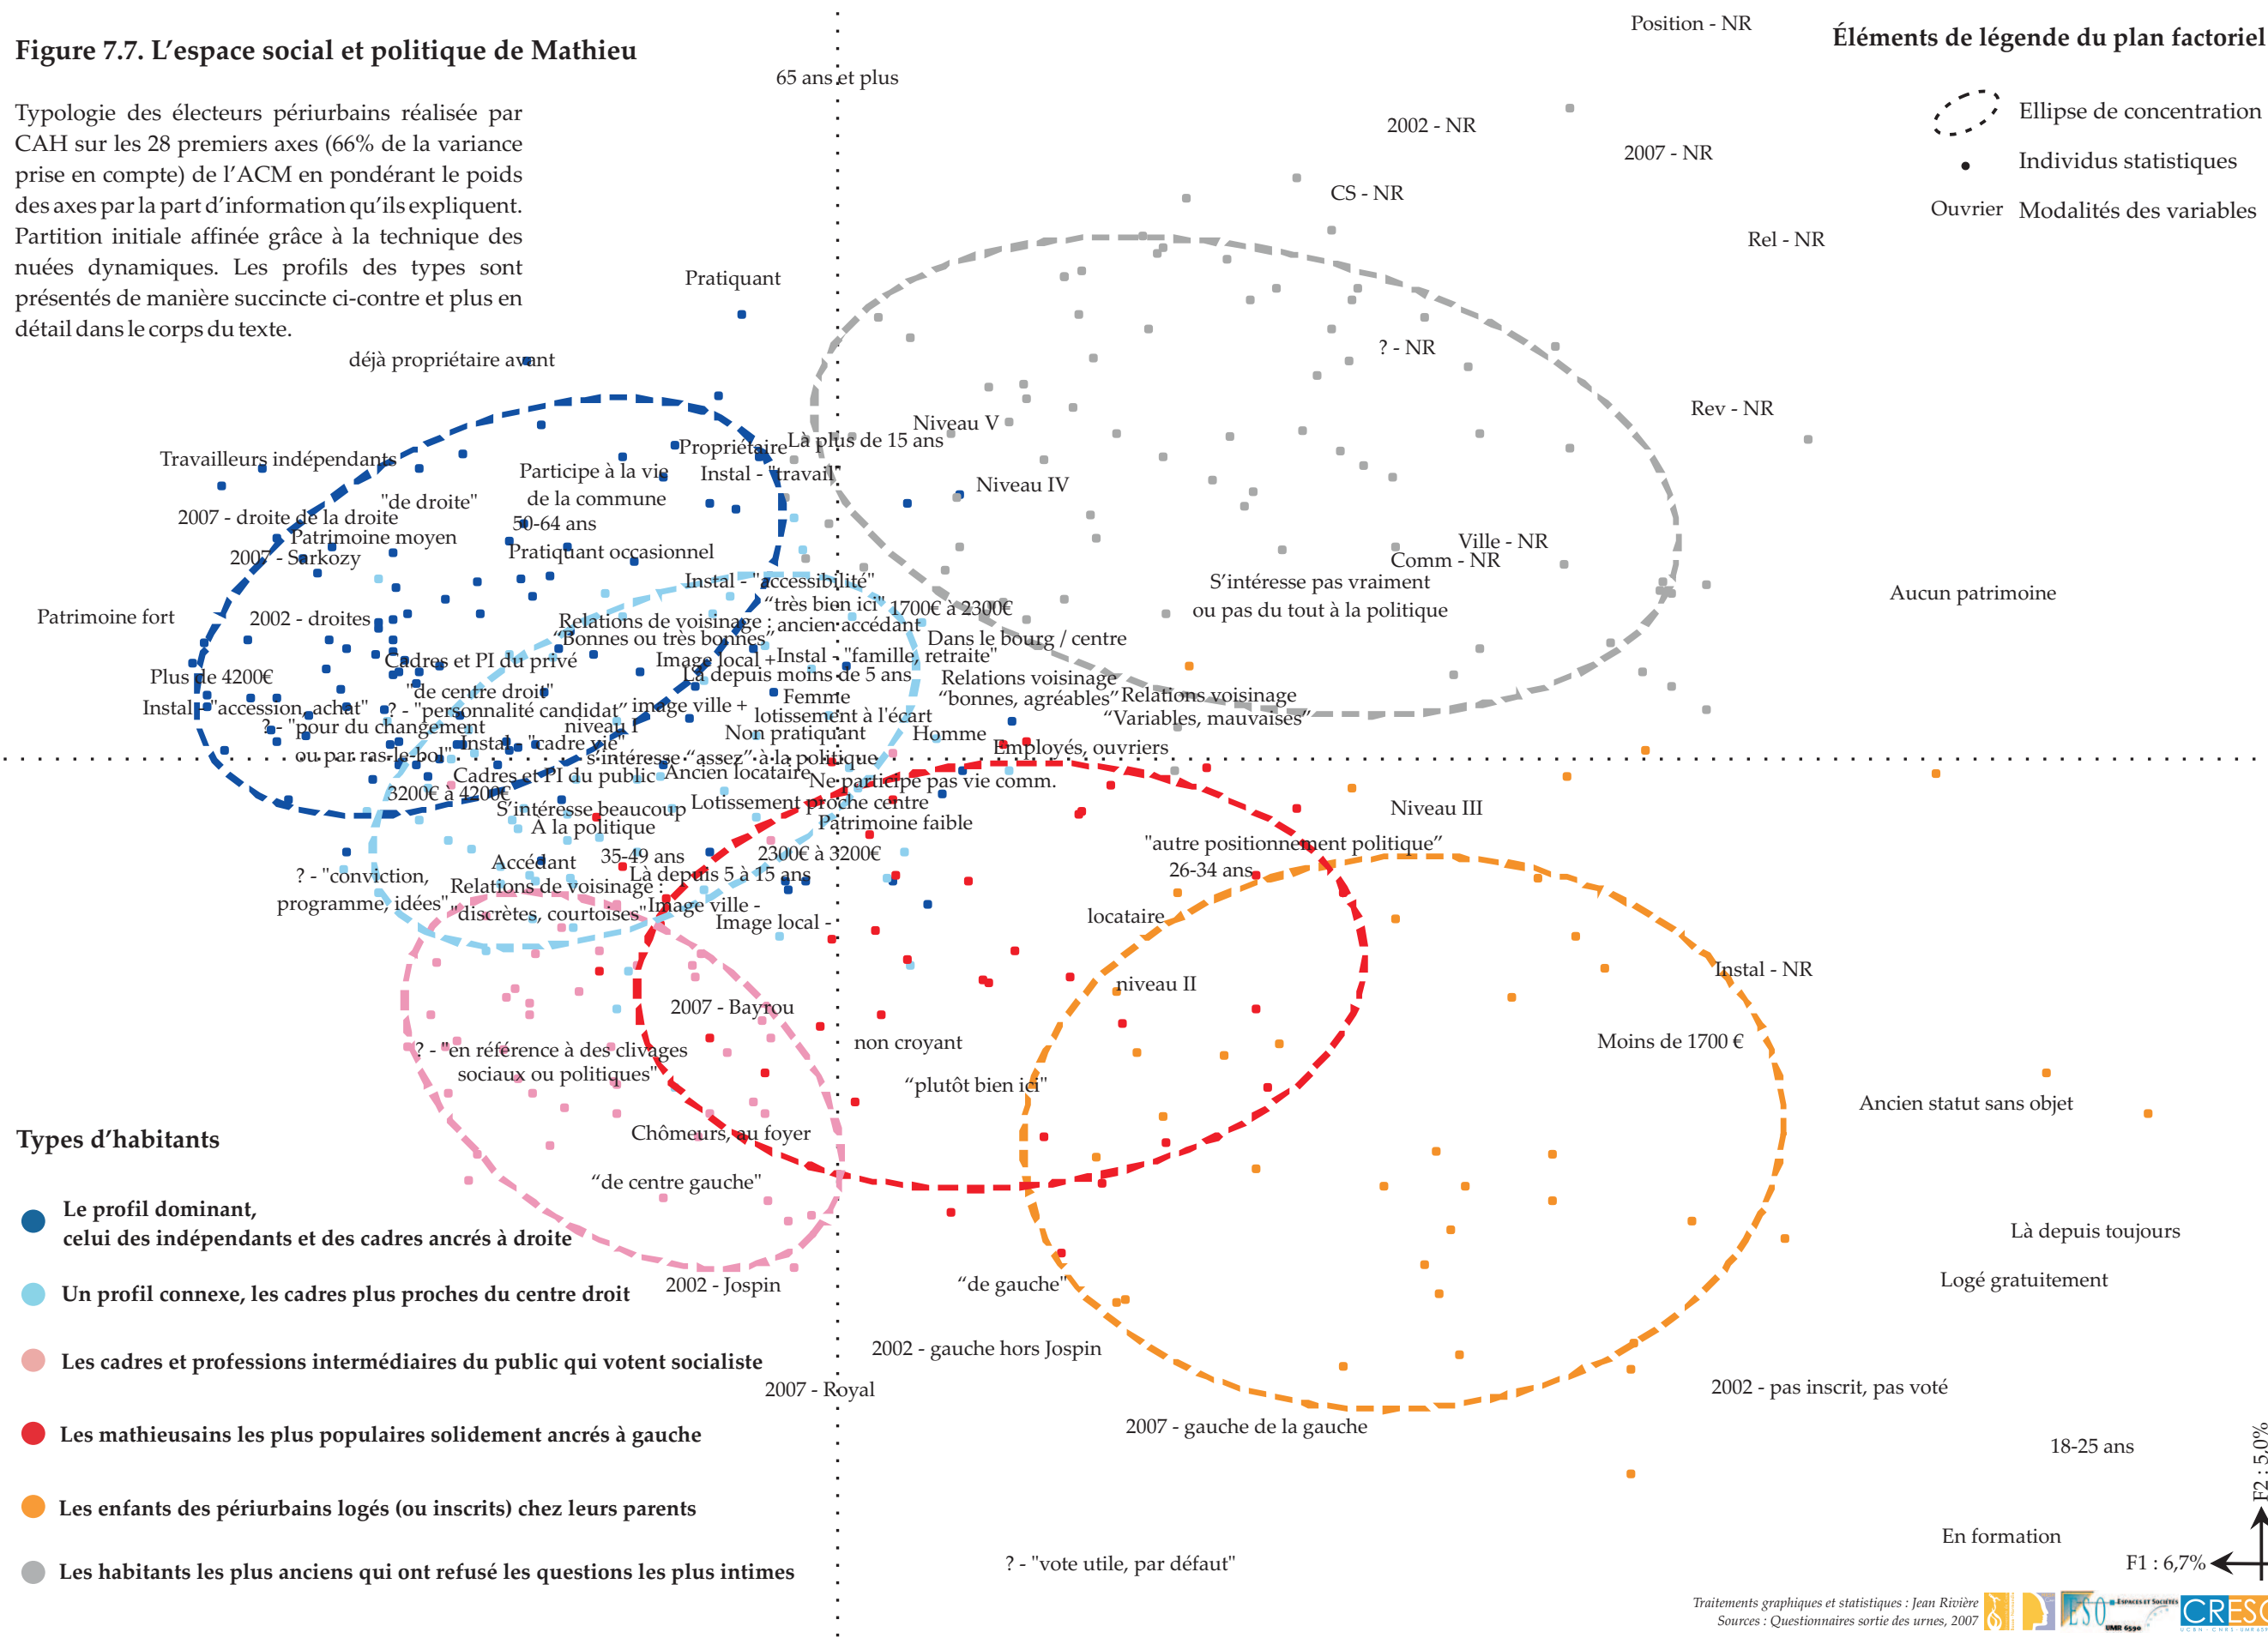 Figure 7.7. L'espace social et politique de Mathieu
Typologie des électeurs périurbains réalisée par
CAH sur les 28 premiers axes (66% de la variance
prise en compte) de l'ACM en pondérant le poids
des axes par la part d'information qu'ils expliquent.
Partition initiale affinée grâce à la technique des
nuées dynamiques. Les profils des types sont
présentés de manière succincte ci-contre et plus en
détail dans le corps du texte.
Éléments de légende du plan factoriel
Ellipse de concentration
Individus statistiques
Ouvrier Modalités des variables
Position - NR
65 ans et plus
2002 - NR
2007 - NR
CS - NR
Rel - NR
Pratiquant
? - NR
déjà propriétaire avant
Rev - NR
Niveau V
Là plus de 15 ans
Propriétaire
Travailleurs indépendants
Participe à la vie
de la commune
Instal - "travail"
Niveau IV
"de droite"
2007 - droite de la droite
50-64 ans
Patrimoine moyen
Ville - NR
2007 - Sarkozy
Pratiquant occasionnel
Comm - NR
Instal - "accessibilité"
S'intéresse pas vraiment
ou pas du tout à la politique
Aucun patrimoine
"très bien ici"
1700€ à 2300€
Patrimoine fort
2002 - droites
Relations de voisinage :
"Bonnes ou très bonnes"
ancien accédant
Dans le bourg / centre
Cadres et PI du privé
Image local +
Instal - "famille, retraite"
Plus de 4200€
Là depuis moins de 5 ans
Relations voisinage
"bonnes, agréables"
"de centre droit"
Femme
Relations voisinage
"Variables, mauvaises"
Instal - "accession, achat"
? - "personnalité candidat"
image ville +
lotissement à l'écart
? - "pour du changement
ou par ras-le-bol"
niveau I
Non pratiquant
Homme
Instal - "cadre vie"
Employés, ouvriers
s'intéresse "assez" à la politique
Cadres et PI du public
Ancien locataire
Ne participe pas vie comm.
3200€ à 4200€
Lotissement proche centre
S'intéresse beaucoup
À la politique
Patrimoine faible
Niveau III
"autre positionnement politique"
35-49 ans
2300€ à 3200€
Accédant
26-34 ans
Là depuis 5 à 15 ans
? - "conviction,
programme, idées"
Relations de voisinage :
"discrètes, courtoises"
Image ville -
Image local -
locataire
Instal - NR
niveau II
2007 - Bayrou
non croyant
Moins de 1700 €
? - "en référence à des clivages
sociaux ou politiques"
"plutôt bien ici"
Ancien statut sans objet
Chômeurs, au foyer
"de centre gauche"
Là depuis toujours
2002 - Jospin
"de gauche"
Logé gratuitement
2002 - gauche hors Jospin
2007 - Royal
2002 - pas inscrit, pas voté
2007 - gauche de la gauche
18-25 ans
En formation
? - "vote utile, par défaut"
Types d'habitants
Le profil dominant,
celui des indépendants et des cadres ancrés à droite
Un profil connexe, les cadres plus proches du centre droit
Les cadres et professions intermédiaires du public qui votent socialiste
Les mathieusains les plus populaires solidement ancrés à gauche
Les enfants des périurbains logés (ou inscrits) chez leurs parents
Les habitants les plus anciens qui ont refusé les questions les plus intimes
F2 : 5,0%
F1 : 6,7%
Traitements graphiques et statistiques : Jean Rivière
Sources : Questionnaires sortie des urnes, 2007
ESO
ESPACES ET SOCIÉTÉS
UMR 6590